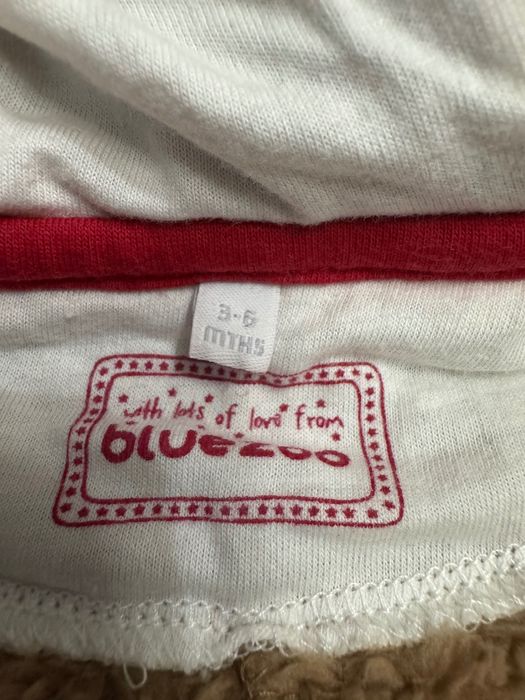 3-6
MTHS
with lots of love from
bluezoo